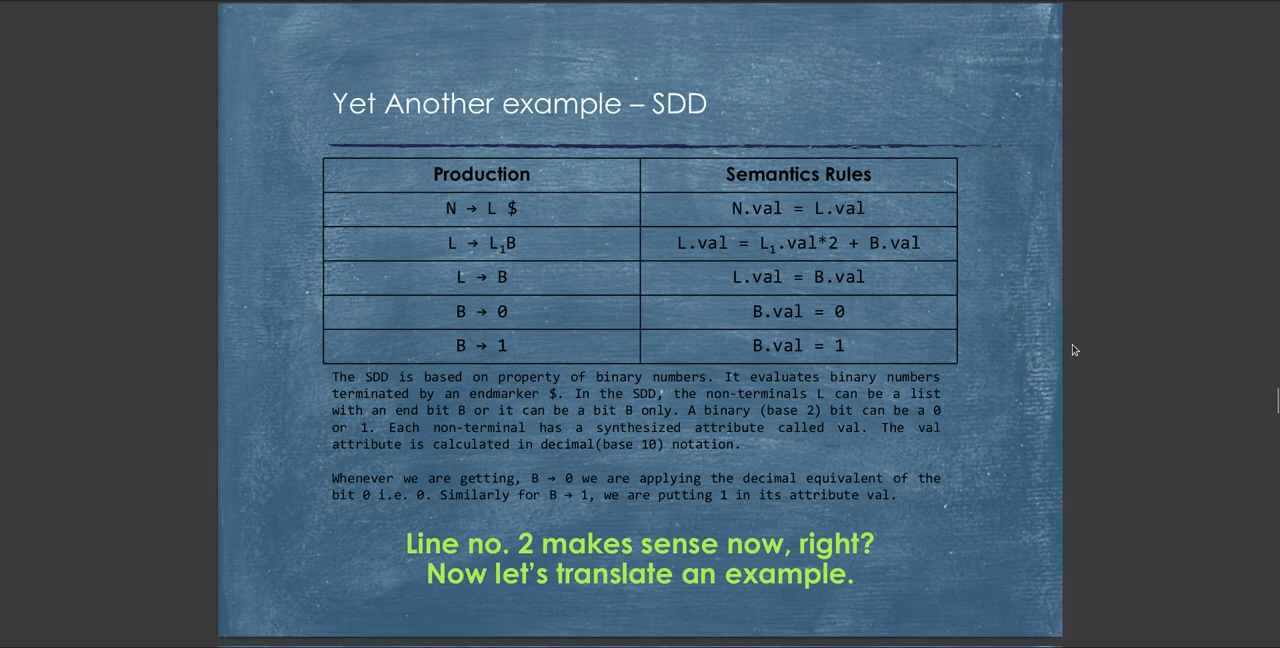 Yet Another example – SDD
Production Semantics Rules
N → L $ N.val = L.val
L → L₁B L.val = L₁.val*2 + B.val
L → B L.val = B.val
B → 0 B.val = 0
B → 1 B.val = 1
The SDD is based on property of binary numbers. It evaluates binary numbers
terminated by an endmarker $. In the SDD, the non-terminals L can be a list
with an end bit B or it can be a bit B only. A binary (base 2) bit can be a 0
or 1. Each non-terminal has a synthesized attribute called val. The val
attribute is calculated in decimal(base 10) notation.
Whenever we are getting, B → 0 we are applying the decimal equivalent of the
bit 0 i.e. 0. Similarly for B → 1, we are putting 1 in its attribute val.
Line no. 2 makes sense now, right?
Now let's translate an example.